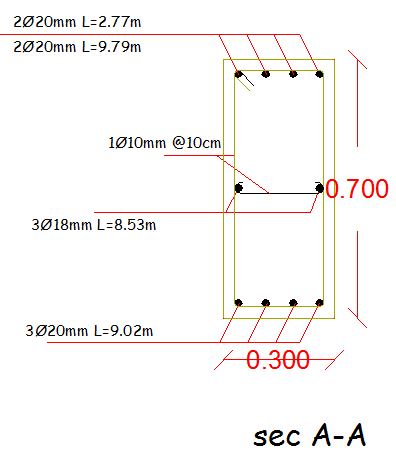 2Ø20mm L=2.77m
2Ø20mm L=9.79m
1Ø10mm @10cm
0.700
3Ø18mm L=8.53m
3Ø20mm L=9.02m
0.300
sec A-A